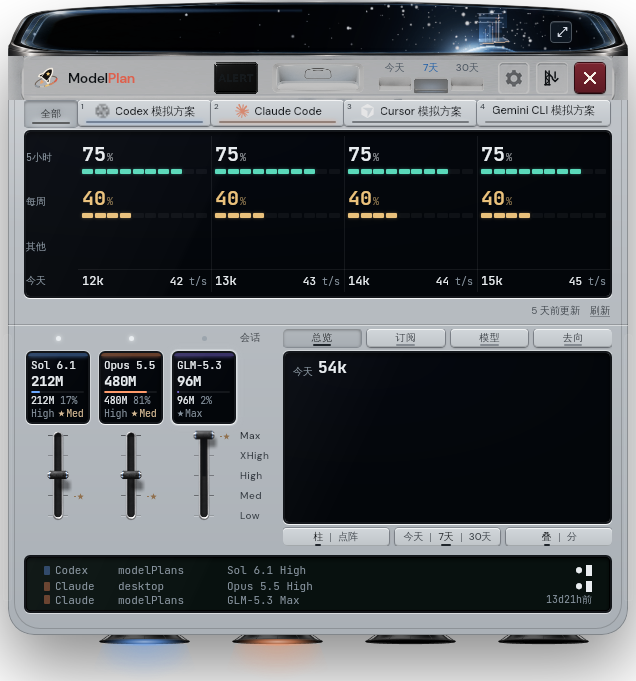 ModelPlan
ALERT
今天 7天 30天
全部
1 Codex 模拟方案
2 Claude Code
3 Cursor 模拟方案
4 Gemini CLI 模拟方案
5小时 75% 75% 75% 75%
每周 40% 40% 40% 40%
其他
今天 12k 42 t/s 13k 43 t/s 14k 44 t/s 15k 45 t/s
5 天前更新 刷新
会话
总览 订阅 模型 去向
Sol 6.1
212M
212M 17%
High ★Med
Opus 5.5
480M
480M 81%
High ★Med
GLM-5.3
96M
96M 2%
★Max
今天 54k
Max
XHigh
High
Med
Low
柱 | 点阵
今天 | 7天 | 30天
叠 | 分
Codex modelPlans Sol 6.1 High
Claude desktop Opus 5.5 High
Claude modelPlans GLM-5.3 Max 13d21h前